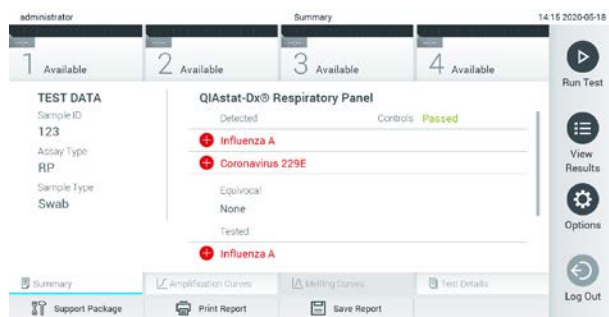 administrator Summary 14:15 2020-05-18
1 Available 2 Available 3 Available 4 Available
Run Test
TEST DATA
Sample ID
123
Assay Type
RP
Sample Type
Swab
QIAstat-Dx® Respiratory Panel
Detected Controls Passed
Influenza A
Coronavirus 229E
Equivocal
None
Tested
Influenza A
View
Results
Options
Log Out
Summary Amplification Curves Melting Curves Test Details
Support Package Print Report Save Report